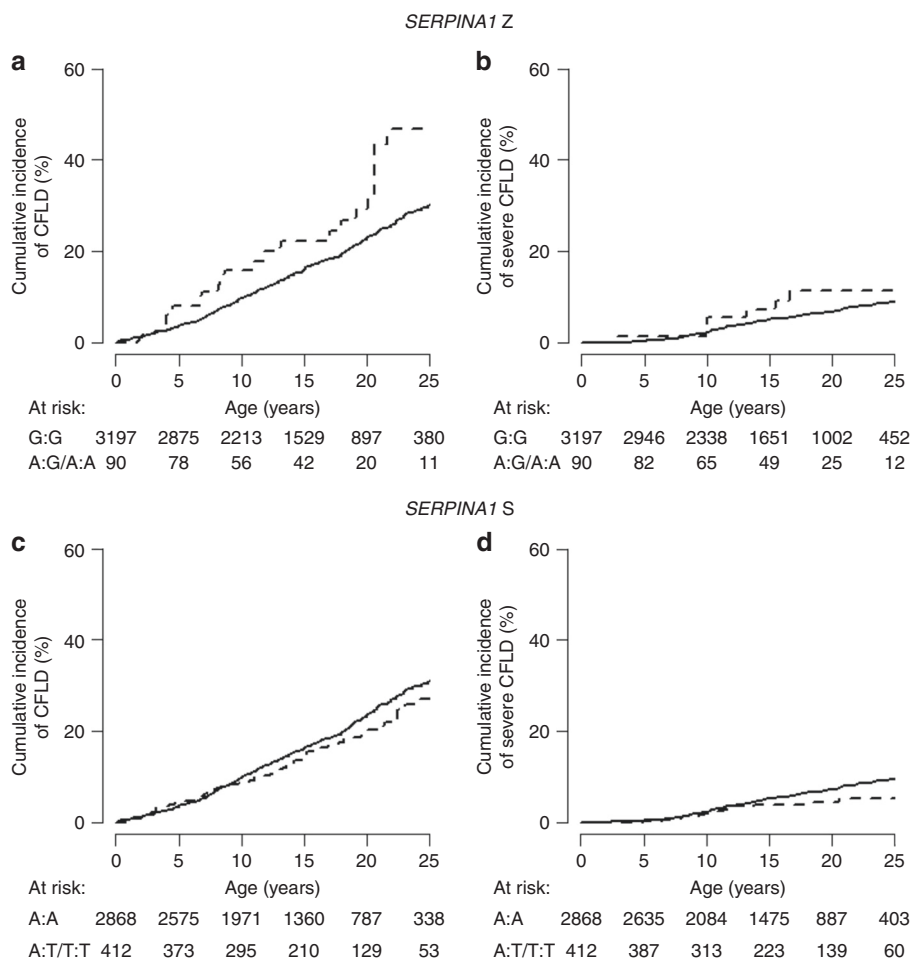 SERPINA1 Z
a
Cumulative incidence
of CFLD (%)
60
40
20
0
0 5 10 15 20 25
At risk: Age (years)
G:G 3197 2875 2213 1529 897 380
A:G/A:A 90 78 56 42 20 11
b
Cumulative incidence
of severe CFLD (%)
60
40
20
0
0 5 10 15 20 25
At risk: Age (years)
G:G 3197 2946 2338 1651 1002 452
A:G/A:A 90 82 65 49 25 12
SERPINA1 S
c
Cumulative incidence
of CFLD (%)
60
40
20
0
0 5 10 15 20 25
At risk: Age (years)
A:A 2868 2575 1971 1360 787 338
A:T/T:T 412 373 295 210 129 53
d
Cumulative incidence
of severe CFLD (%)
60
40
20
0
0 5 10 15 20 25
At risk: Age (years)
A:A 2868 2635 2084 1475 887 403
A:T/T:T 412 387 313 223 139 60